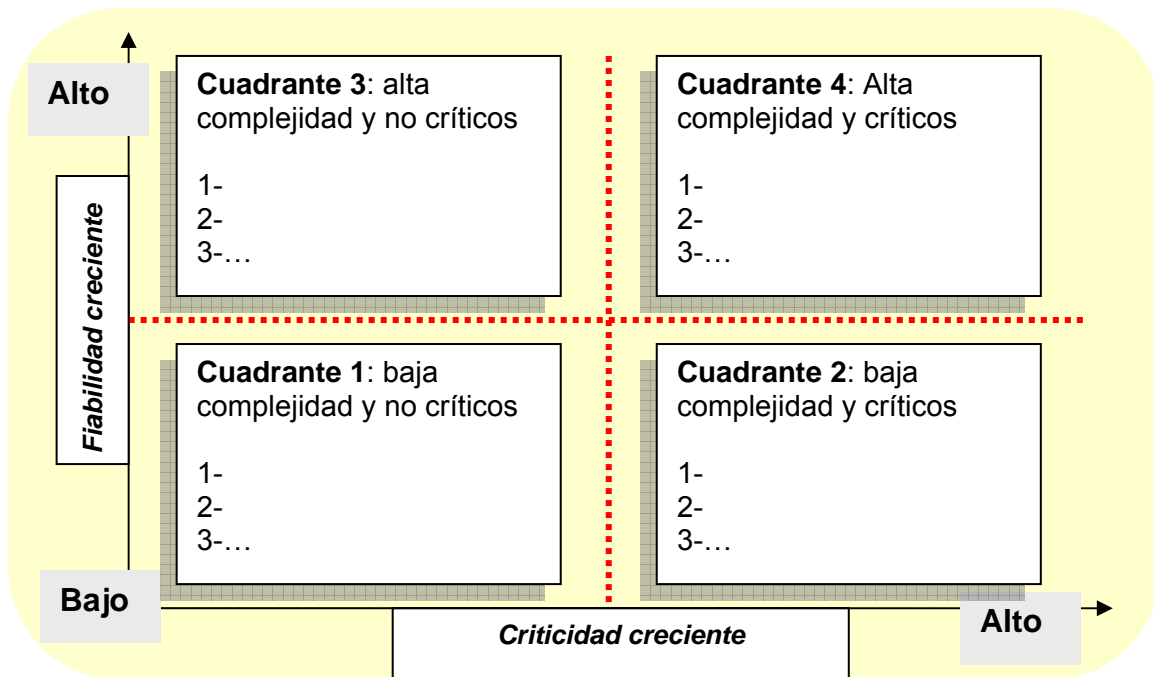 Alto
Fiabilidad creciente
Cuadrante 3: alta
complejidad y no críticos
1-
2-
3-…
Cuadrante 4: Alta
complejidad y críticos
1-
2-
3-…
Cuadrante 1: baja
complejidad y no críticos
1-
2-
3-…
Cuadrante 2: baja
complejidad y críticos
1-
2-
3-…
Bajo
Criticidad creciente
Alto